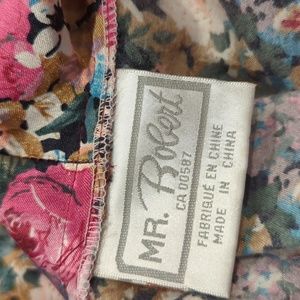 MR. Robert
CA 00587
FABRIQUÉ EN CHINE
MADE IN CHINA